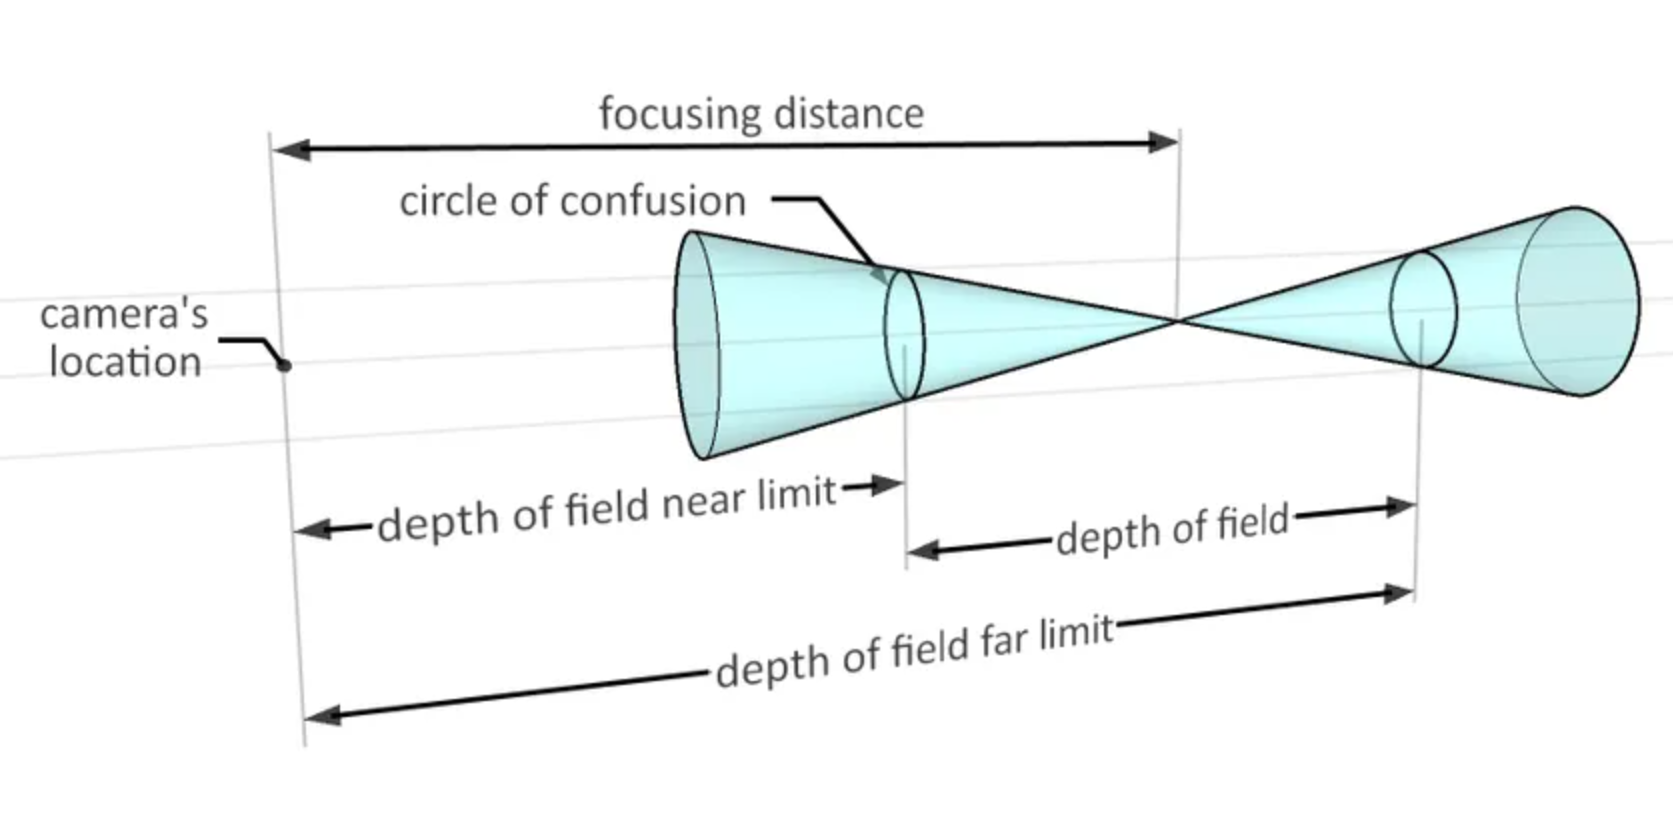 focusing distance
circle of confusion
camera's
location
depth of field near limit
depth of field
depth of field far limit